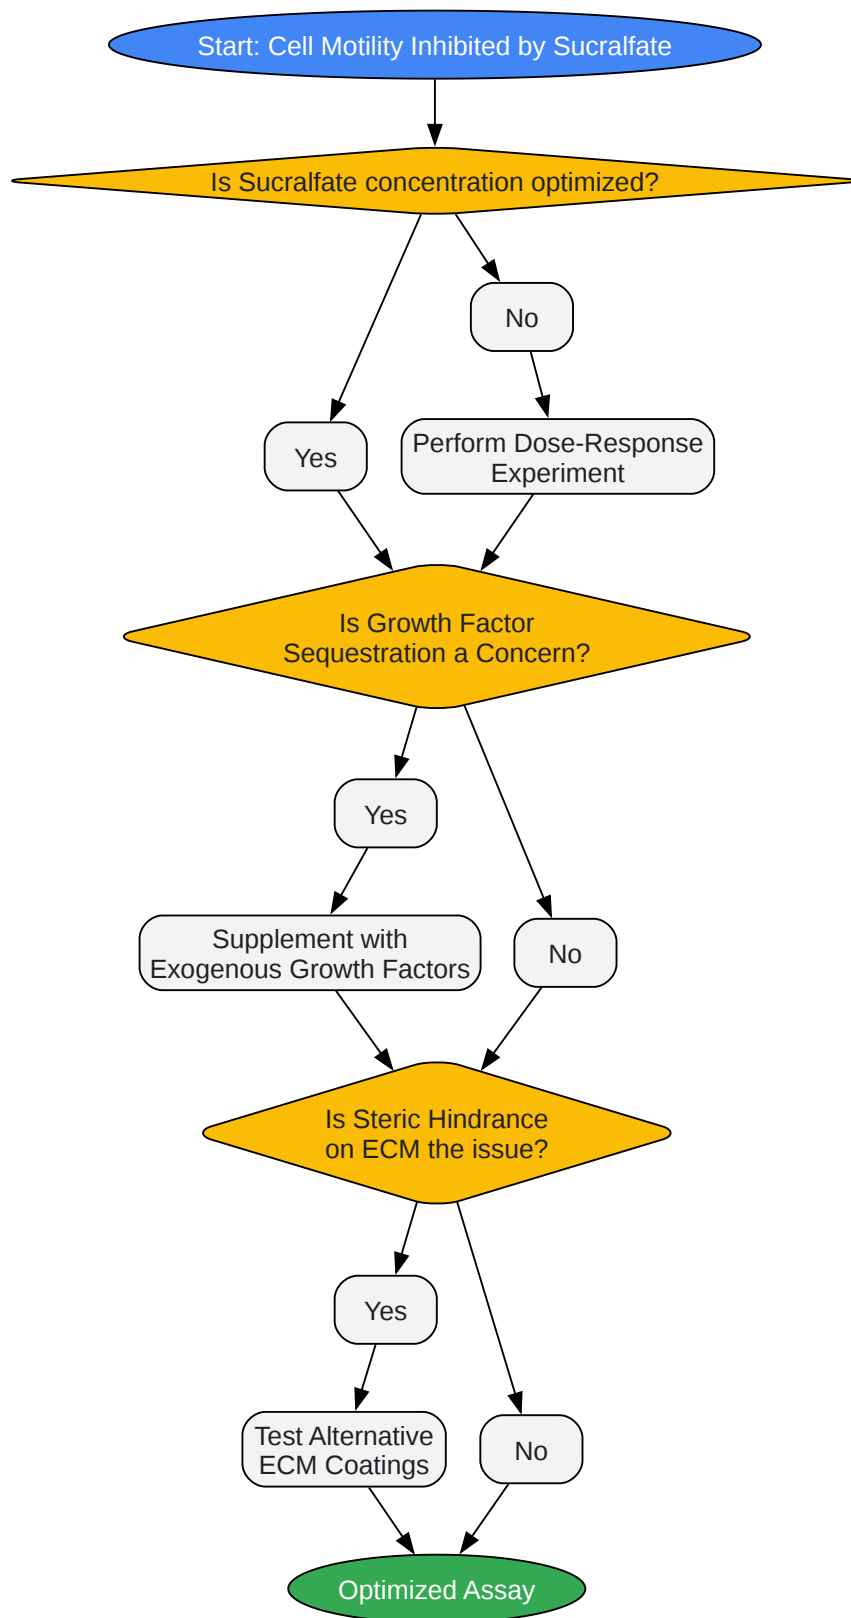 Start: Cell Motility Inhibited by Sucralfate
Is Sucralfate concentration optimized?
No
Yes
Perform Dose-Response
Experiment
Is Growth Factor
Sequestration a Concern?
Yes
Supplement with
Exogenous Growth Factors
No
Is Steric Hindrance
on ECM the issue?
Yes
Test Alternative
ECM Coatings
No
Optimized Assay